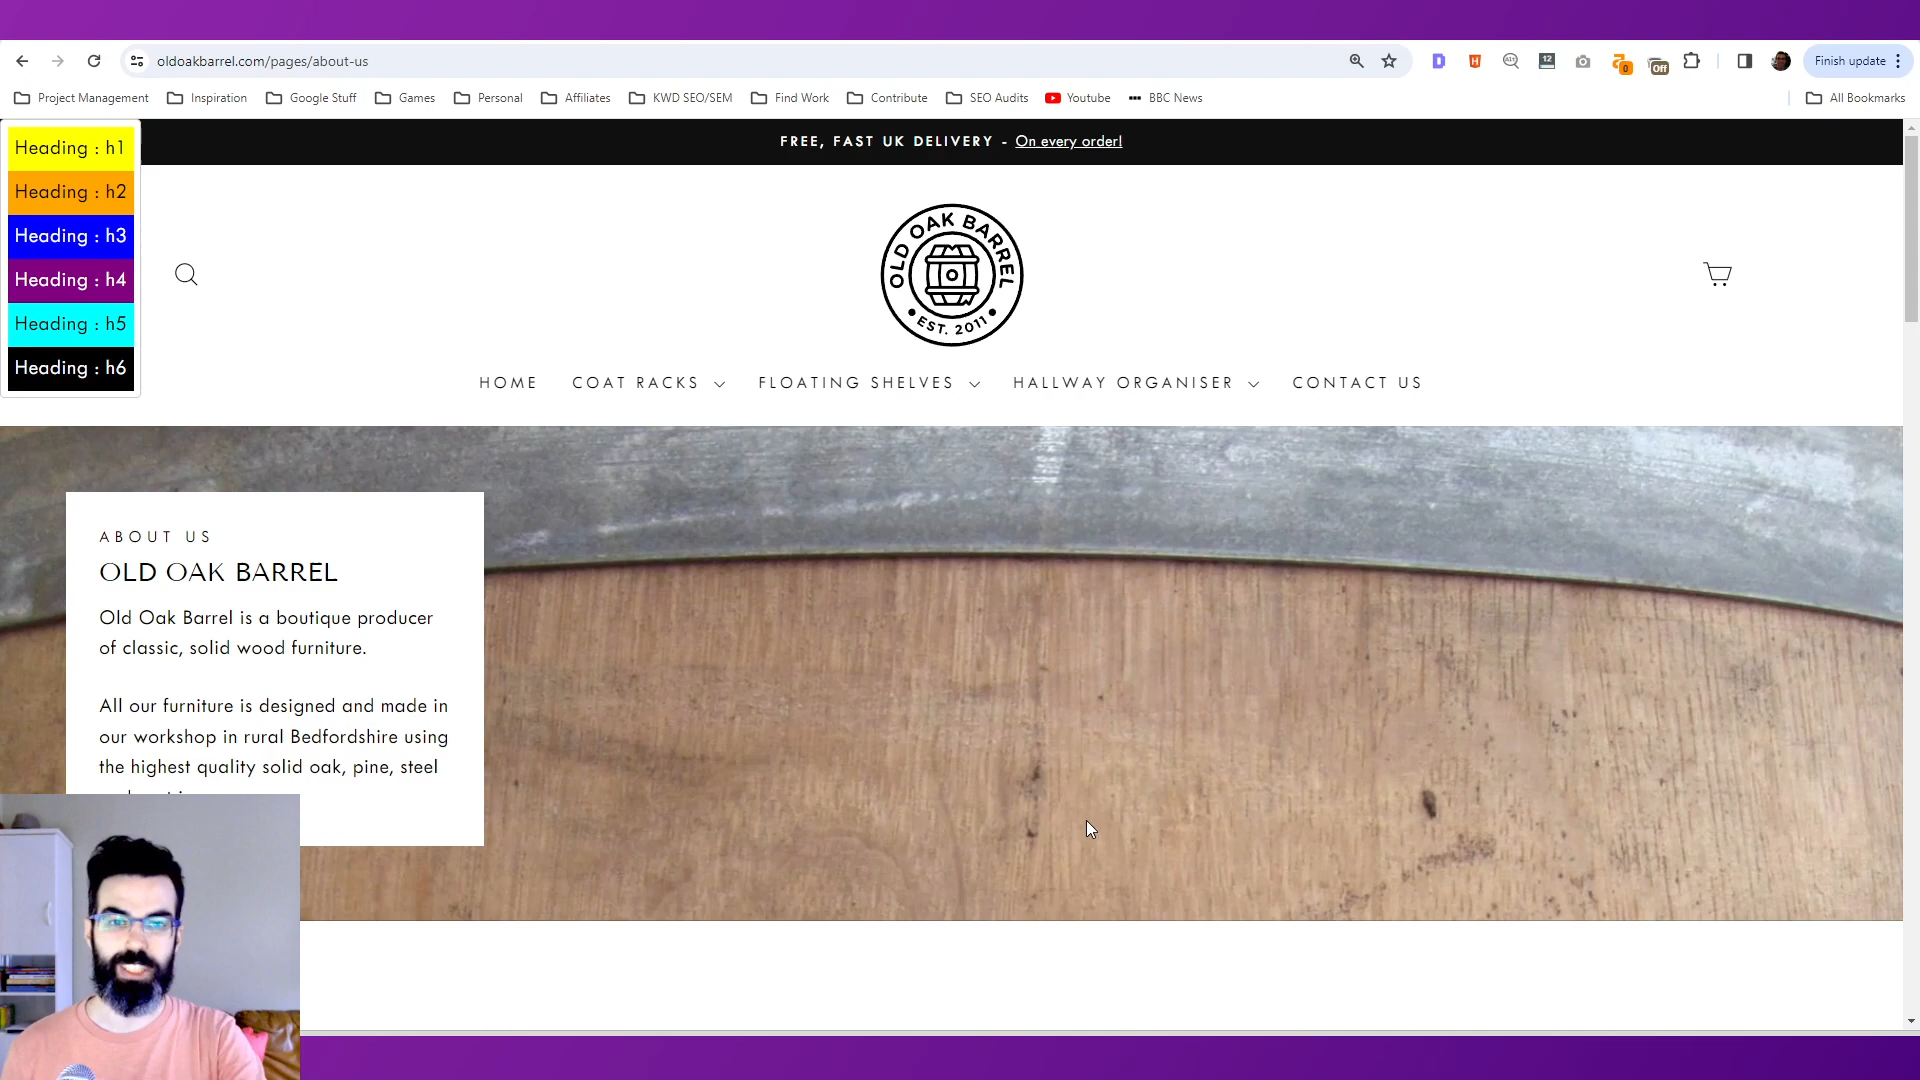 oldoakbarrel.com/pages/about-us
12
0
Off
Finish update
Project Management
Inspiration
Google Stuff
Games
Personal
Affiliates
KWD SEO/SEM
Find Work
Contribute
SEO Audits
Youtube
BBC News
All Bookmarks
Heading : h1
Heading : h2
Heading : h3
Heading : h4
Heading : h5
Heading : h6
FREE, FAST UK DELIVERY - On every order!
OLD OAK BARREL
EST. 2011
HOME
COAT RACKS
FLOATING SHELVES
HALLWAY ORGANISER
CONTACT US
ABOUT US
OLD OAK BARREL
Old Oak Barrel is a boutique producer
of classic, solid wood furniture.
All our furniture is designed and made in
our workshop in rural Bedfordshire using
the highest quality solid oak, pine, steel